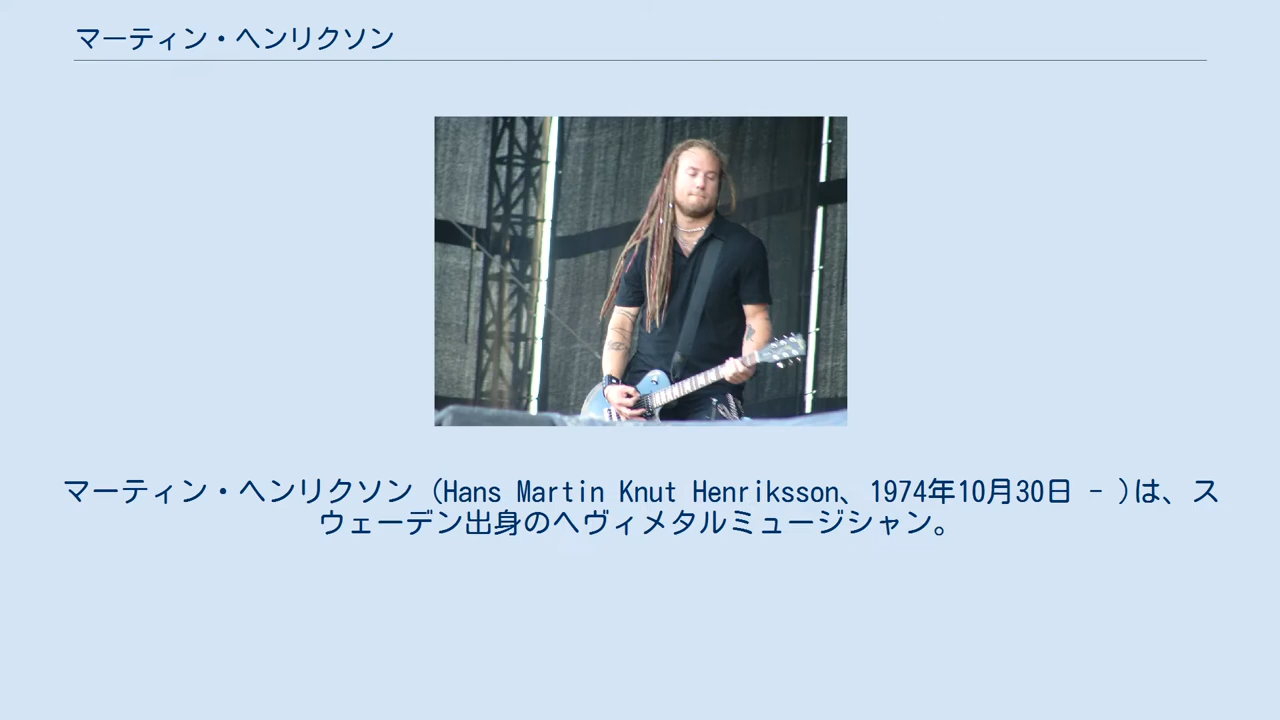 マーティン・ヘンリクソン
マーティン・ヘンリクソン (Hans Martin Knut Henriksson、1974年10月30日 - )は、ス
ウェーデン出身のヘヴィメタルミュージシャン。